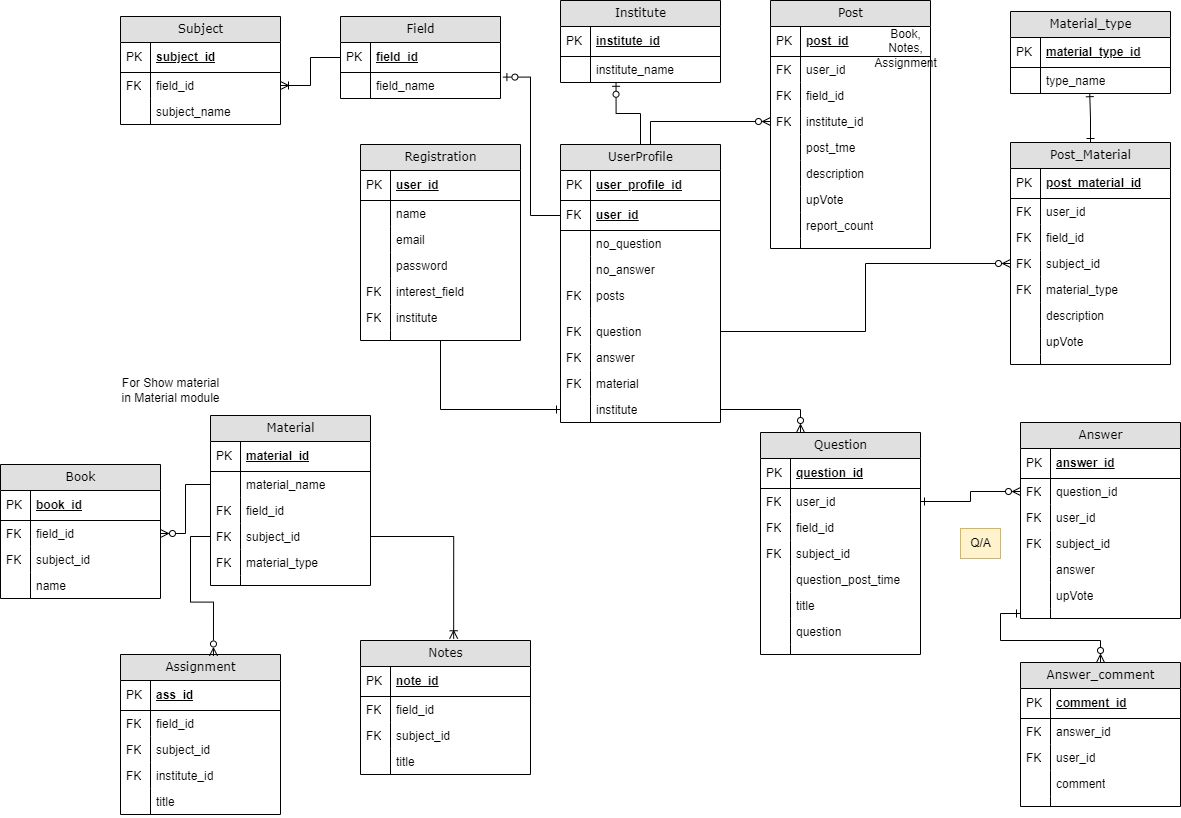 Subject
PK subject_id
FK field_id
subject_name
Field
PK field_id
field_name
Institute
PK institute_id
institute_name
Post
PK post_id
Book,
Notes,
Assignment
FK user_id
FK field_id
FK institute_id
post_tme
description
upVote
report_count
Material_type
PK material_type_id
type_name
Registration
PK user_id
name
email
password
FK interest_field
FK institute
UserProfile
PK user_profile_id
FK user_id
no_question
no_answer
FK posts
FK question
FK answer
FK material
institute
Post_Material
PK post_material_id
FK user_id
FK field_id
FK subject_id
FK material_type
description
upVote
For Show material
in Material module
Material
PK material_id
material_name
FK field_id
FK subject_id
FK material_type
Book
PK book_id
FK field_id
FK subject_id
name
Question
PK question_id
FK user_id
FK field_id
FK subject_id
question_post_time
title
question
Q/A
Answer
PK answer_id
FK question_id
FK user_id
FK subject_id
answer
upVote
Assignment
PK ass_id
FK field_id
FK subject_id
FK institute_id
title
Notes
PK note_id
FK field_id
FK subject_id
title
Answer_comment
PK comment_id
FK answer_id
FK user_id
comment